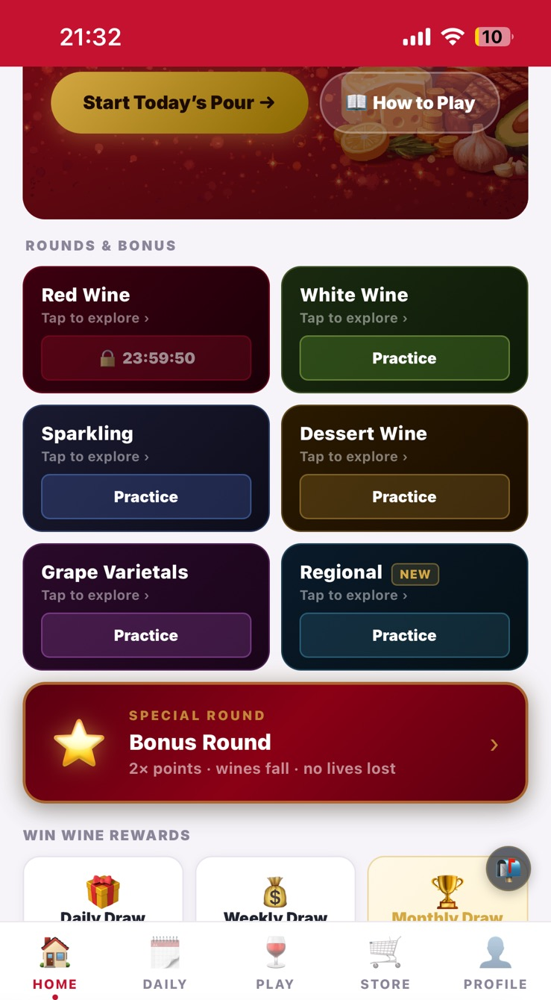 21:32
10
Start Today's Pour →
How to Play
ROUNDS & BONUS
Red Wine
Tap to explore ›
23:59:50
White Wine
Tap to explore ›
Practice
Sparkling
Tap to explore ›
Practice
Dessert Wine
Tap to explore ›
Practice
Grape Varietals
Tap to explore ›
Practice
Regional NEW
Tap to explore ›
Practice
SPECIAL ROUND
Bonus Round ›
2× points · wines fall · no lives lost
WIN WINE REWARDS
Daily Draw
Weekly Draw
Monthly Draw
HOME
DAILY
PLAY
STORE
PROFILE